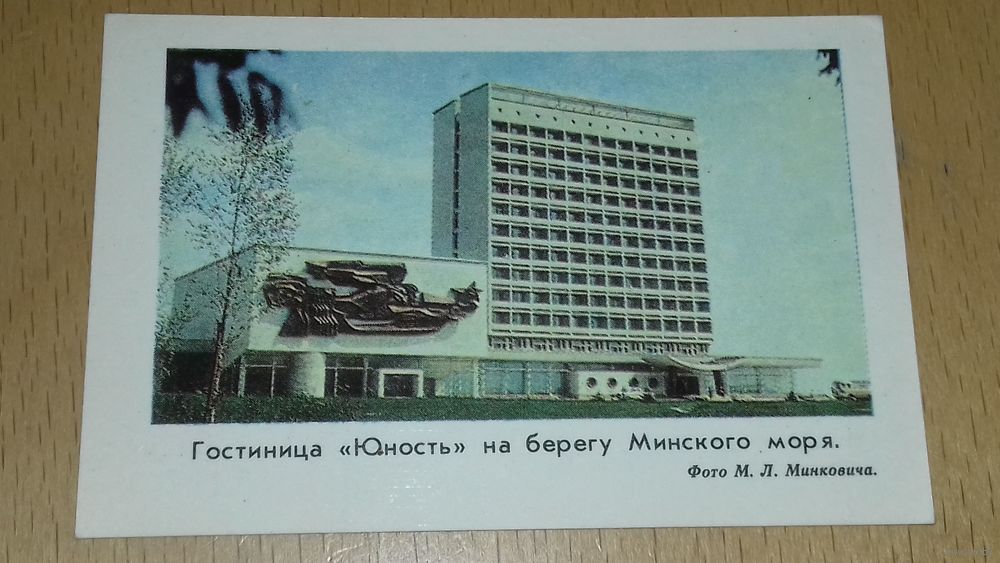 Гостиница «Юность» на берегу Минского моря.
Фото М. Л. Минковича.